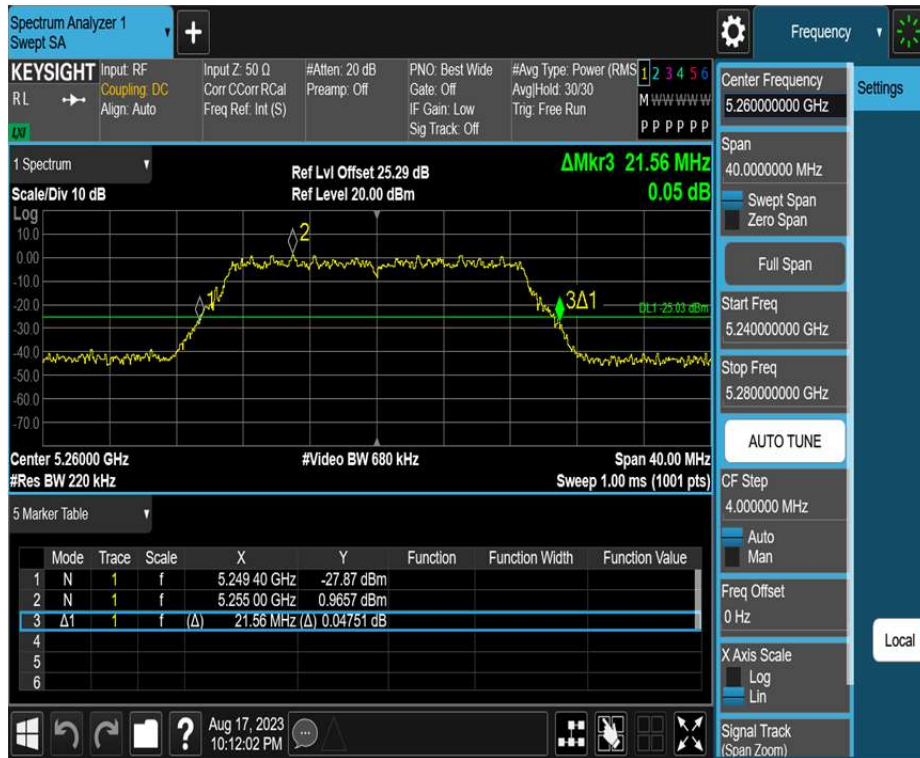 Spectrum Analyzer 1
Swept SA
+
Frequency
KEYSIGHT
RL
LXI
Input: RF
Coupling: DC
Align: Auto
Input Z: 50 Ω
Corr CCorr RCal
Freq Ref: Int (S)
#Atten: 20 dB
Preamp: Off
PNO: Best Wide
Gate: Off
IF Gain: Low
Sig Track: Off
#Avg Type: Power (RMS
Avg|Hold: 30/30
Trig: Free Run
1 2 3 4 5 6
M W W W W W
P P P P P P
1 Spectrum
Scale/Div 10 dB
Ref Lvl Offset 25.29 dB
Ref Level 20.00 dBm
ΔMkr3 21.56 MHz
0.05 dB
Log
10.0
0.00
-10.0
-20.0
-30.0
-40.0
-50.0
-60.0
-70.0
2
1
3Δ1
DL1 -25.03 dBm
Center 5.26000 GHz
#Video BW 680 kHz
Span 40.00 MHz
#Res BW 220 kHz
Sweep 1.00 ms (1001 pts)
5 Marker Table
Mode Trace Scale X Y Function Function Width Function Value
1 N 1 f 5.249 40 GHz -27.87 dBm
2 N 1 f 5.255 00 GHz 0.9657 dBm
3 Δ1 1 f (Δ) 21.56 MHz (Δ) 0.04751 dB
4
5
6
?
Aug 17, 2023
10:12:02 PM
Center Frequency
5.260000000 GHz
Span
40.0000000 MHz
Swept Span
Zero Span
Full Span
Start Freq
5.240000000 GHz
Stop Freq
5.280000000 GHz
AUTO TUNE
CF Step
4.000000 MHz
Auto
Man
Freq Offset
0 Hz
X Axis Scale
Log
Lin
Signal Track
(Span Zoom)
Settings
Local